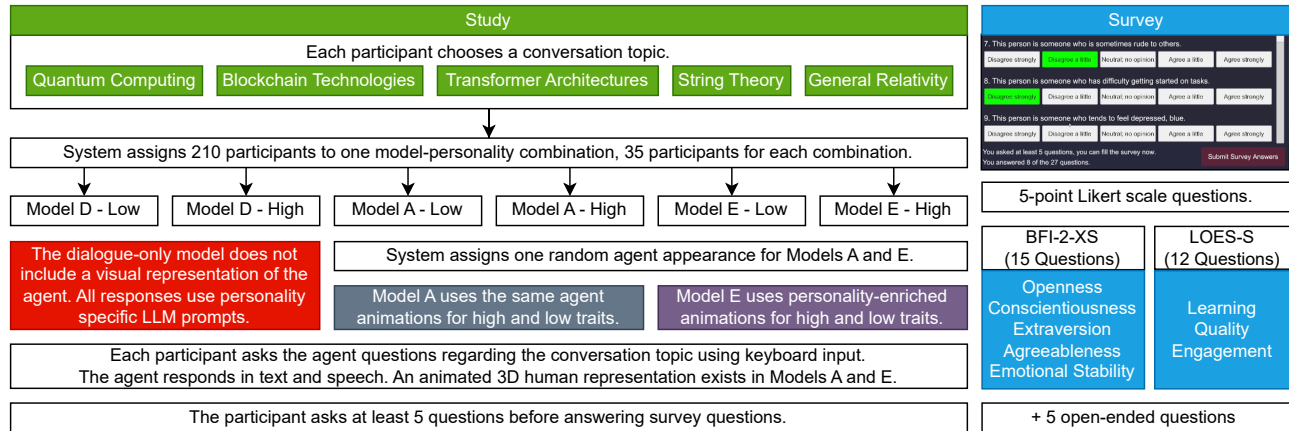 Study
Each participant chooses a conversation topic.
Quantum Computing
Blockchain Technologies
Transformer Architectures
String Theory
General Relativity
System assigns 210 participants to one model-personality combination, 35 participants for each combination.
Model D - Low
Model D - High
Model A - Low
Model A - High
Model E - Low
Model E - High
The dialogue-only model does not
include a visual representation of the
agent. All responses use personality
specific LLM prompts.
System assigns one random agent appearance for Models A and E.
Model A uses the same agent
animations for high and low traits.
Model E uses personality-enriched
animations for high and low traits.
Each participant asks the agent questions regarding the conversation topic using keyboard input.
The agent responds in text and speech. An animated 3D human representation exists in Models A and E.
The participant asks at least 5 questions before answering survey questions.
Survey
7. This person is someone who is sometimes rude to others.
Disagree strongly
Disagree a little
Neutral; no opinion
Agree a little
Agree strongly
8. This person is someone who has difficulty getting started on tasks.
Disagree strongly
Disagree a little
Neutral; no opinion
Agree a little
Agree strongly
9. This person is someone who tends to feel depressed, blue.
Disagree strongly
Disagree a little
Neutral; no opinion
Agree a little
Agree strongly
You asked at least 5 questions, you can fill the survey now.
You answered 8 of the 27 questions.
Submit Survey Answers
5-point Likert scale questions.
BFI-2-XS
(15 Questions)
Openness
Conscientiousness
Extraversion
Agreeableness
Emotional Stability
LOES-S
(12 Questions)
Learning
Quality
Engagement
+ 5 open-ended questions